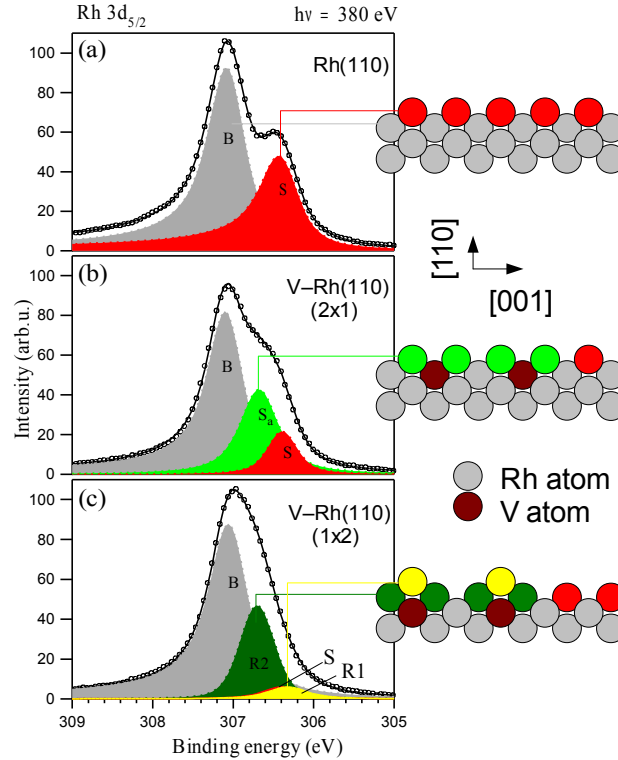 Rh 3d5/2 hν = 380 eV
(a) Rh(110)
100
80
60
40
20
0
B
S
(b) V–Rh(110)
(2x1)
100
80
60
40
20
0
B
Sa
S
(c) V–Rh(110)
(1x2)
100
80
60
40
20
0
B
R2
S
R1
309 308 307 306 305
Binding energy (eV)
Intensity (arb.u.)
[110]
[001]
Rh atom
V atom